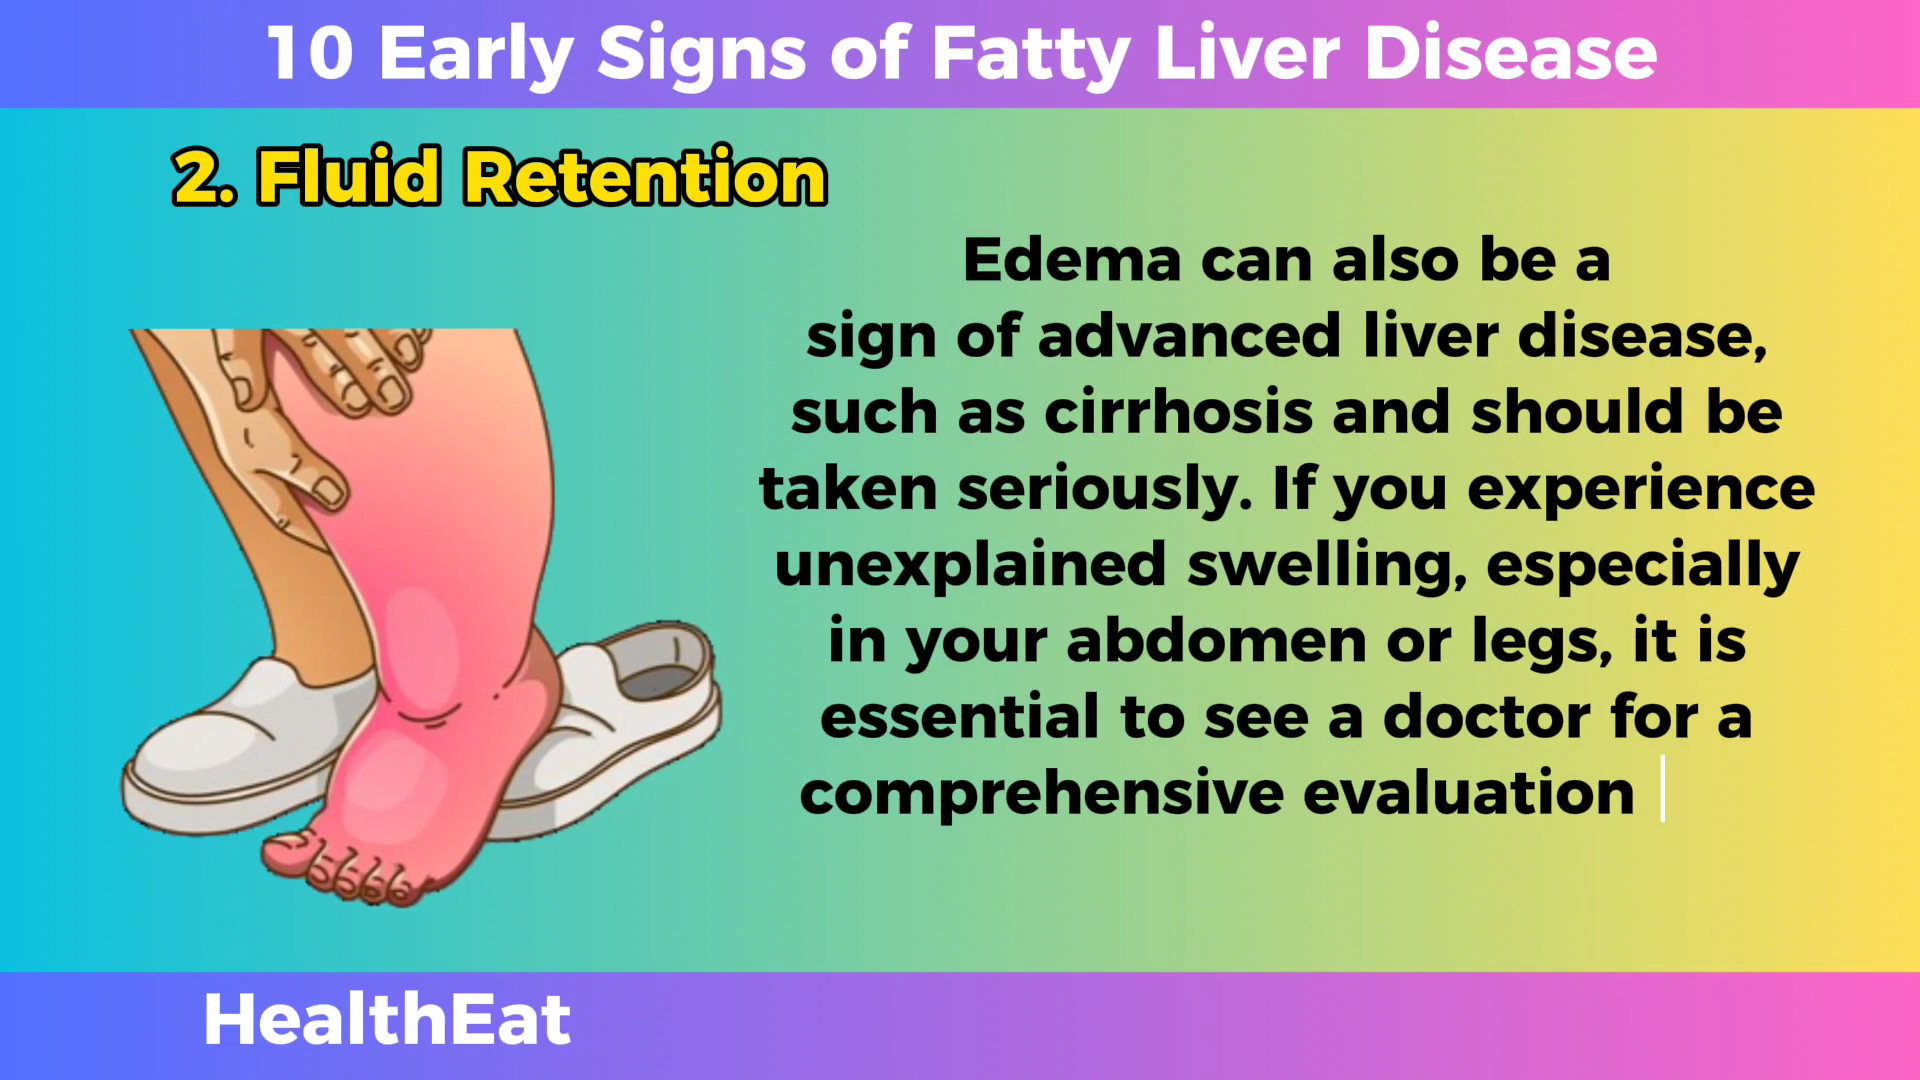 10 Early Signs of Fatty Liver Disease
2. Fluid Retention
Edema can also be a
sign of advanced liver disease,
such as cirrhosis and should be
taken seriously. If you experience
unexplained swelling, especially
in your abdomen or legs, it is
essential to see a doctor for a
comprehensive evaluation
HealthEat